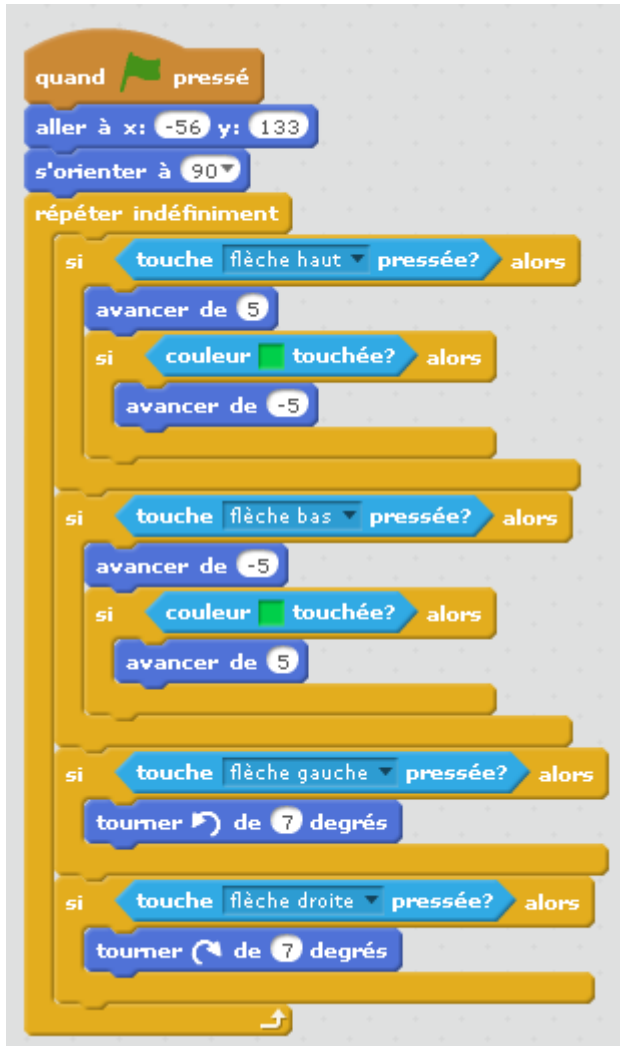 quand pressé
aller à x: -56 y: 133
s'orienter à 90
répéter indéfiniment
si touche flèche haut pressée? alors
avancer de 5
si couleur touchée? alors
avancer de -5
si touche flèche bas pressée? alors
avancer de -5
si couleur touchée? alors
avancer de 5
si touche flèche gauche pressée? alors
tourner de 7 degrés
si touche flèche droite pressée? alors
tourner de 7 degrés